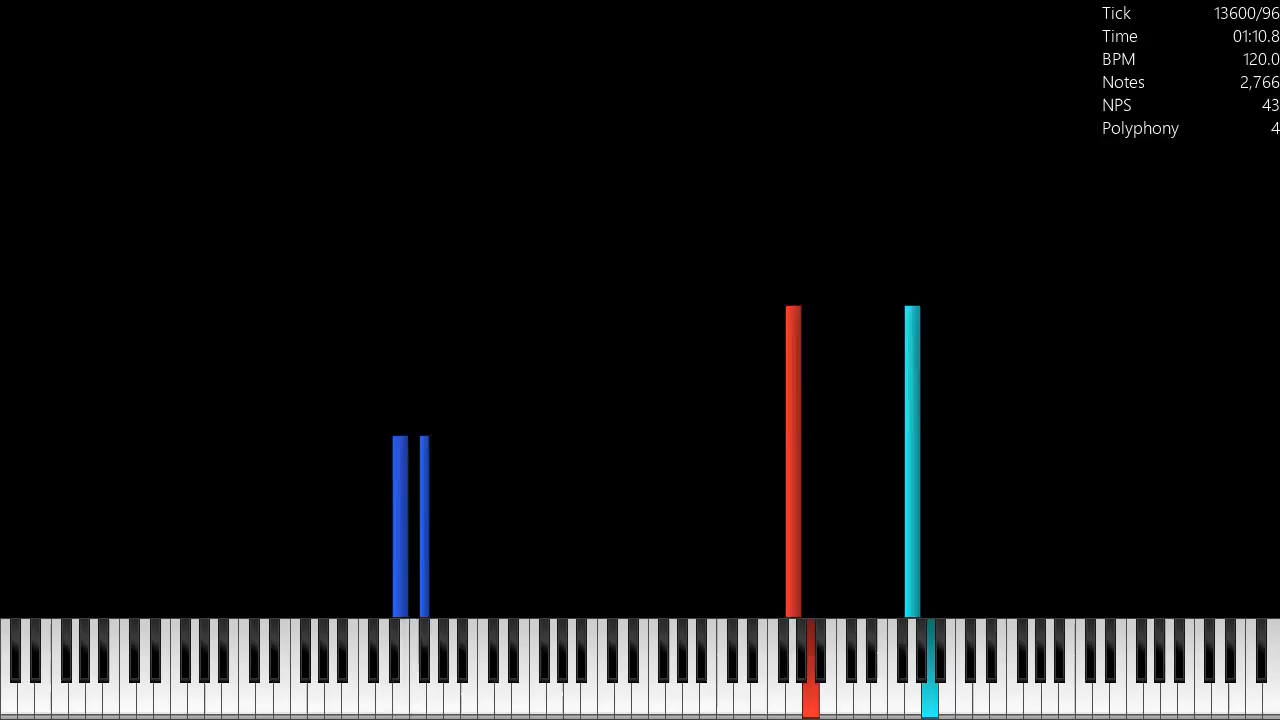 Tick 13600/96
Time 01:10.8
BPM 120.0
Notes 2,766
NPS 43
Polyphony 4